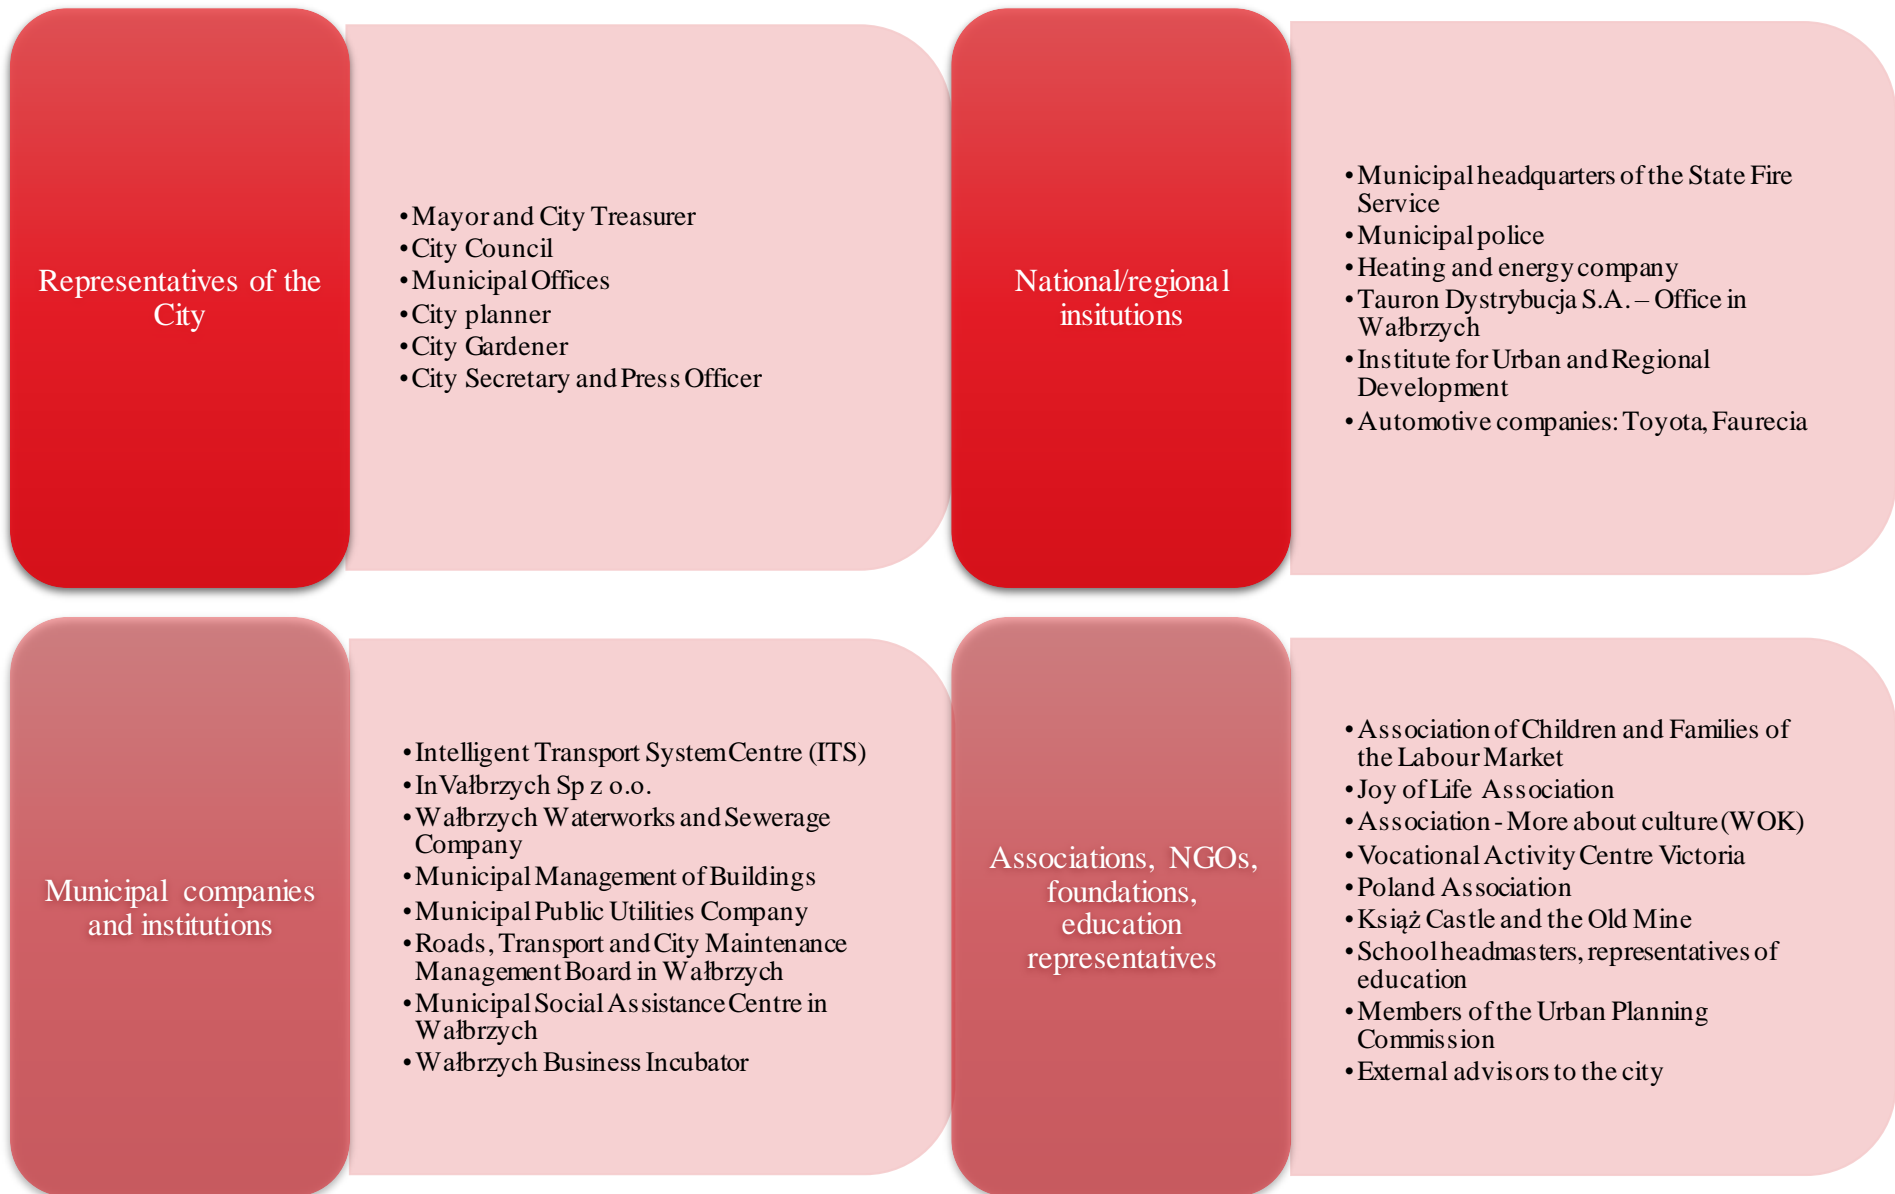 Representatives of the
City
•Mayor and City Treasurer
•City Council
•Municipal Offices
•City planner
•City Gardener
•City Secretary and Press Officer
National/regional
insitutions
•Municipal headquarters of the State Fire
Service
•Municipal police
•Heating and energy company
•Tauron Dystrybucja S.A. – Office in
Wałbrzych
•Institute for Urban and Regional
Development
•Automotive companies: Toyota, Faurecia
Municipal companies
and institutions
•Intelligent Transport System Centre (ITS)
•InVałbrzych Sp z o.o.
•Wałbrzych Waterworks and Sewerage
Company
•Municipal Management of Buildings
•Municipal Public Utilities Company
•Roads, Transport and City Maintenance
Management Board in Wałbrzych
•Municipal Social Assistance Centre in
Wałbrzych
•Wałbrzych Business Incubator
Associations, NGOs,
foundations,
education
representatives
•Association of Children and Families of
the Labour Market
•Joy of Life Association
•Association - More about culture (WOK)
•Vocational Activity Centre Victoria
•Poland Association
•Książ Castle and the Old Mine
•School headmasters, representatives of
education
•Members of the Urban Planning
Commission
•External advisors to the city